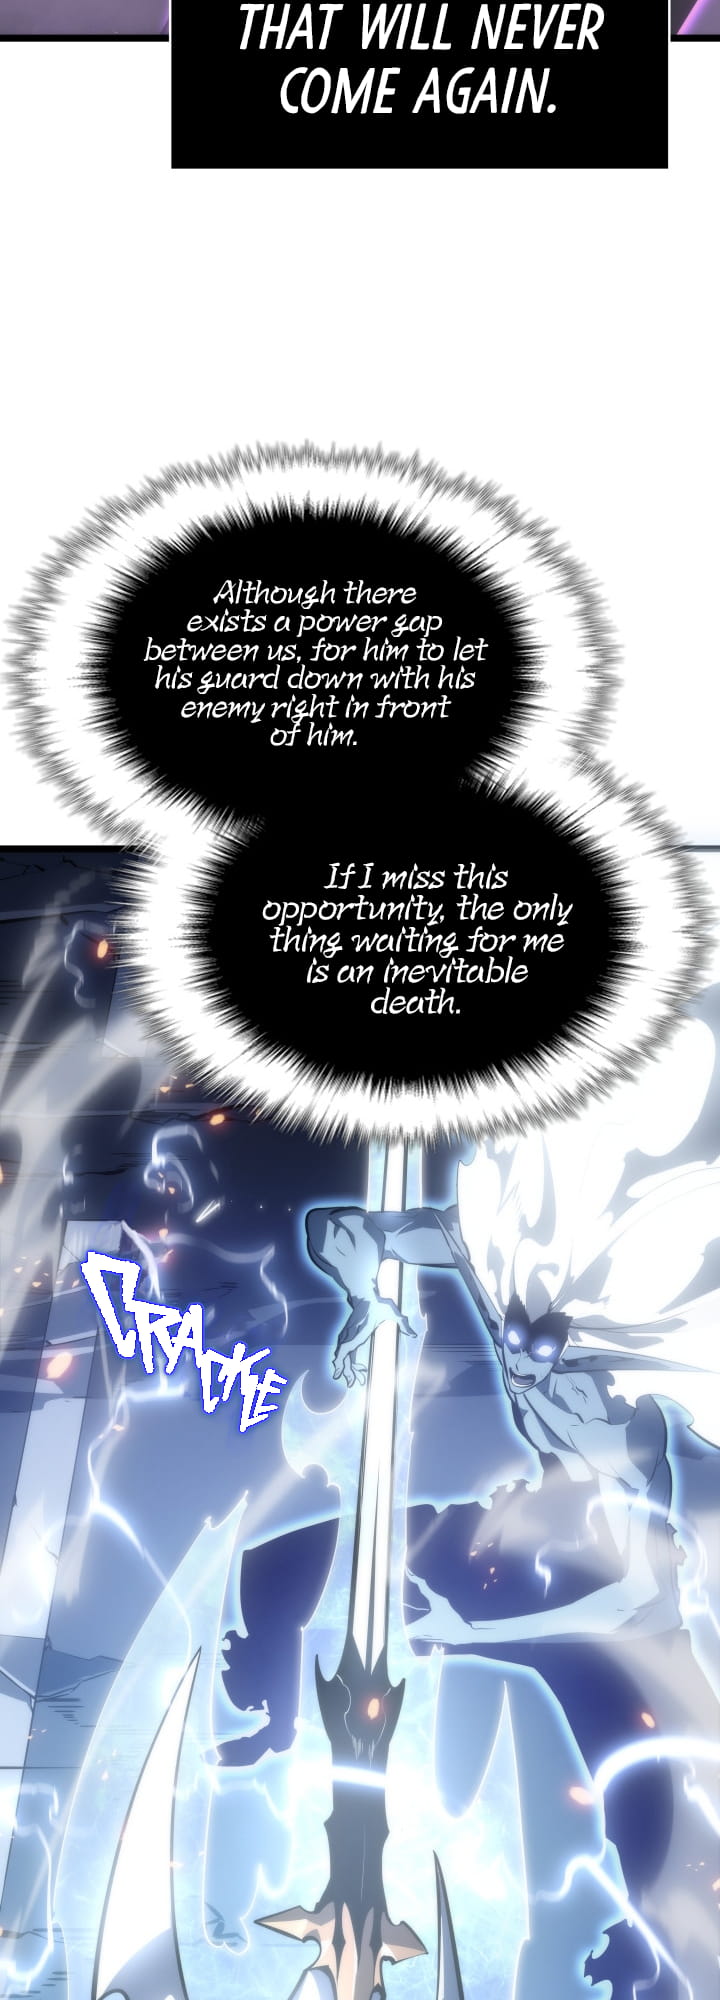 THAT WILL NEVER
COME AGAIN.
Although there
exists a power gap
between us, for him to let
his guard down with his
enemy right in front
of him.
If I miss this
opportunity, the only
thing waiting for me
is an inevitable
death.
CRACKLE